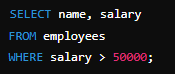 SELECT name, salary
FROM employees
WHERE salary > 50000;